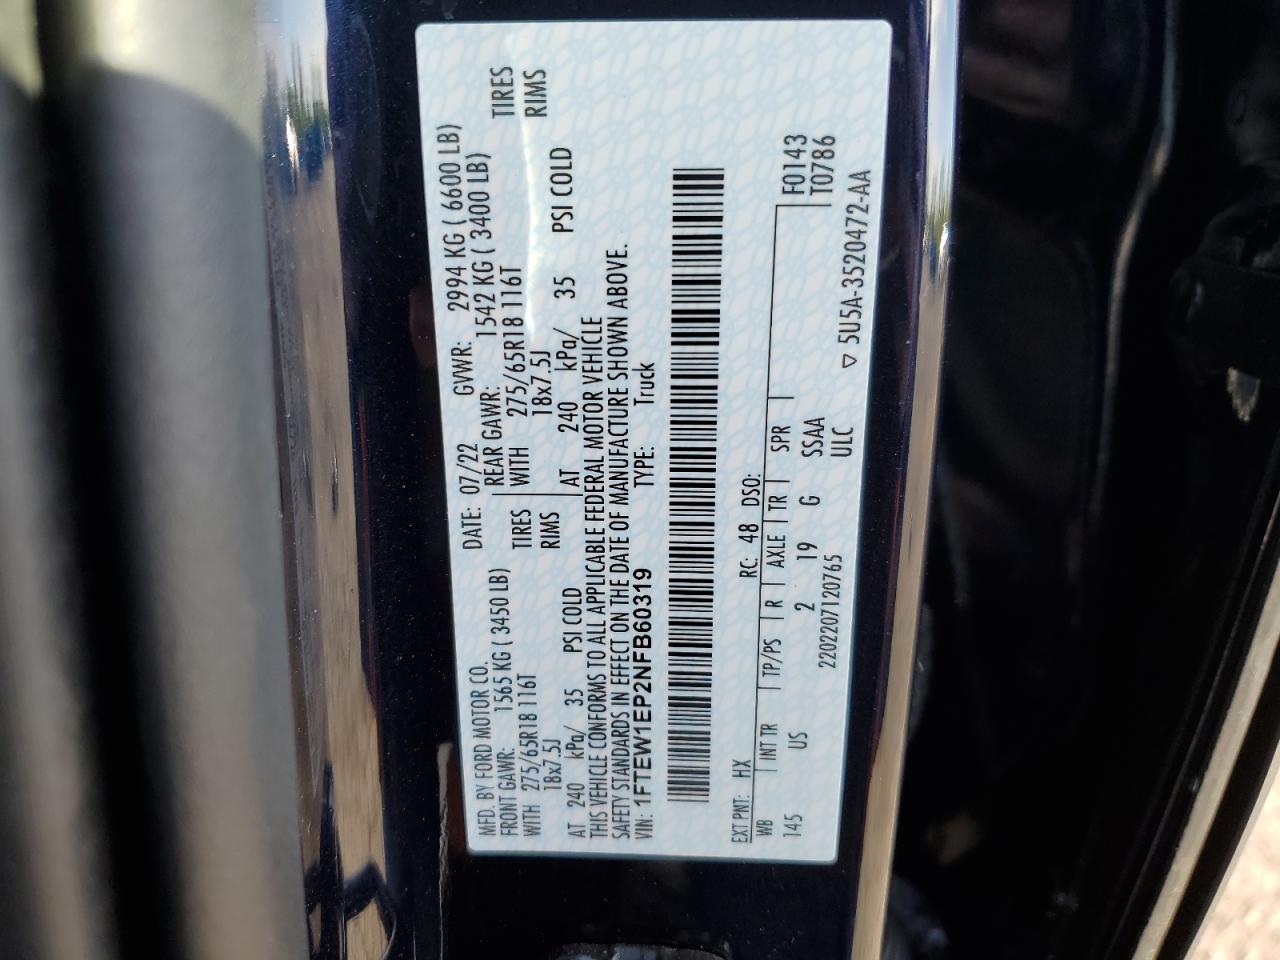 MFD. BY FORD MOTOR CO. DATE: 07/22 GVWR: 2994 KG ( 6600 LB)
FRONT GAWR: 1565 KG ( 3450 LB) REAR GAWR: 1542 KG ( 3400 LB)
WITH 275/65R18 116T TIRES WITH 275/65R18 116T TIRES
18x7.5J RIMS 18x7.5J RIMS
AT 240 kPa/ 35 PSI COLD AT 240 kPa/ 35 PSI COLD
THIS VEHICLE CONFORMS TO ALL APPLICABLE FEDERAL MOTOR VEHICLE
SAFETY STANDARDS IN EFFECT ON THE DATE OF MANUFACTURE SHOWN ABOVE.
VIN: 1FTEW1EP2NFB60319 TYPE: Truck
EXT PNT: HX RC: 48 DSO:
WB INT TR TP/PS R AXLE TR SPR F0143
145 US 2 19 G SSAA T0786
2202207120765 ULC
▽ 5U5A-3520472-AA